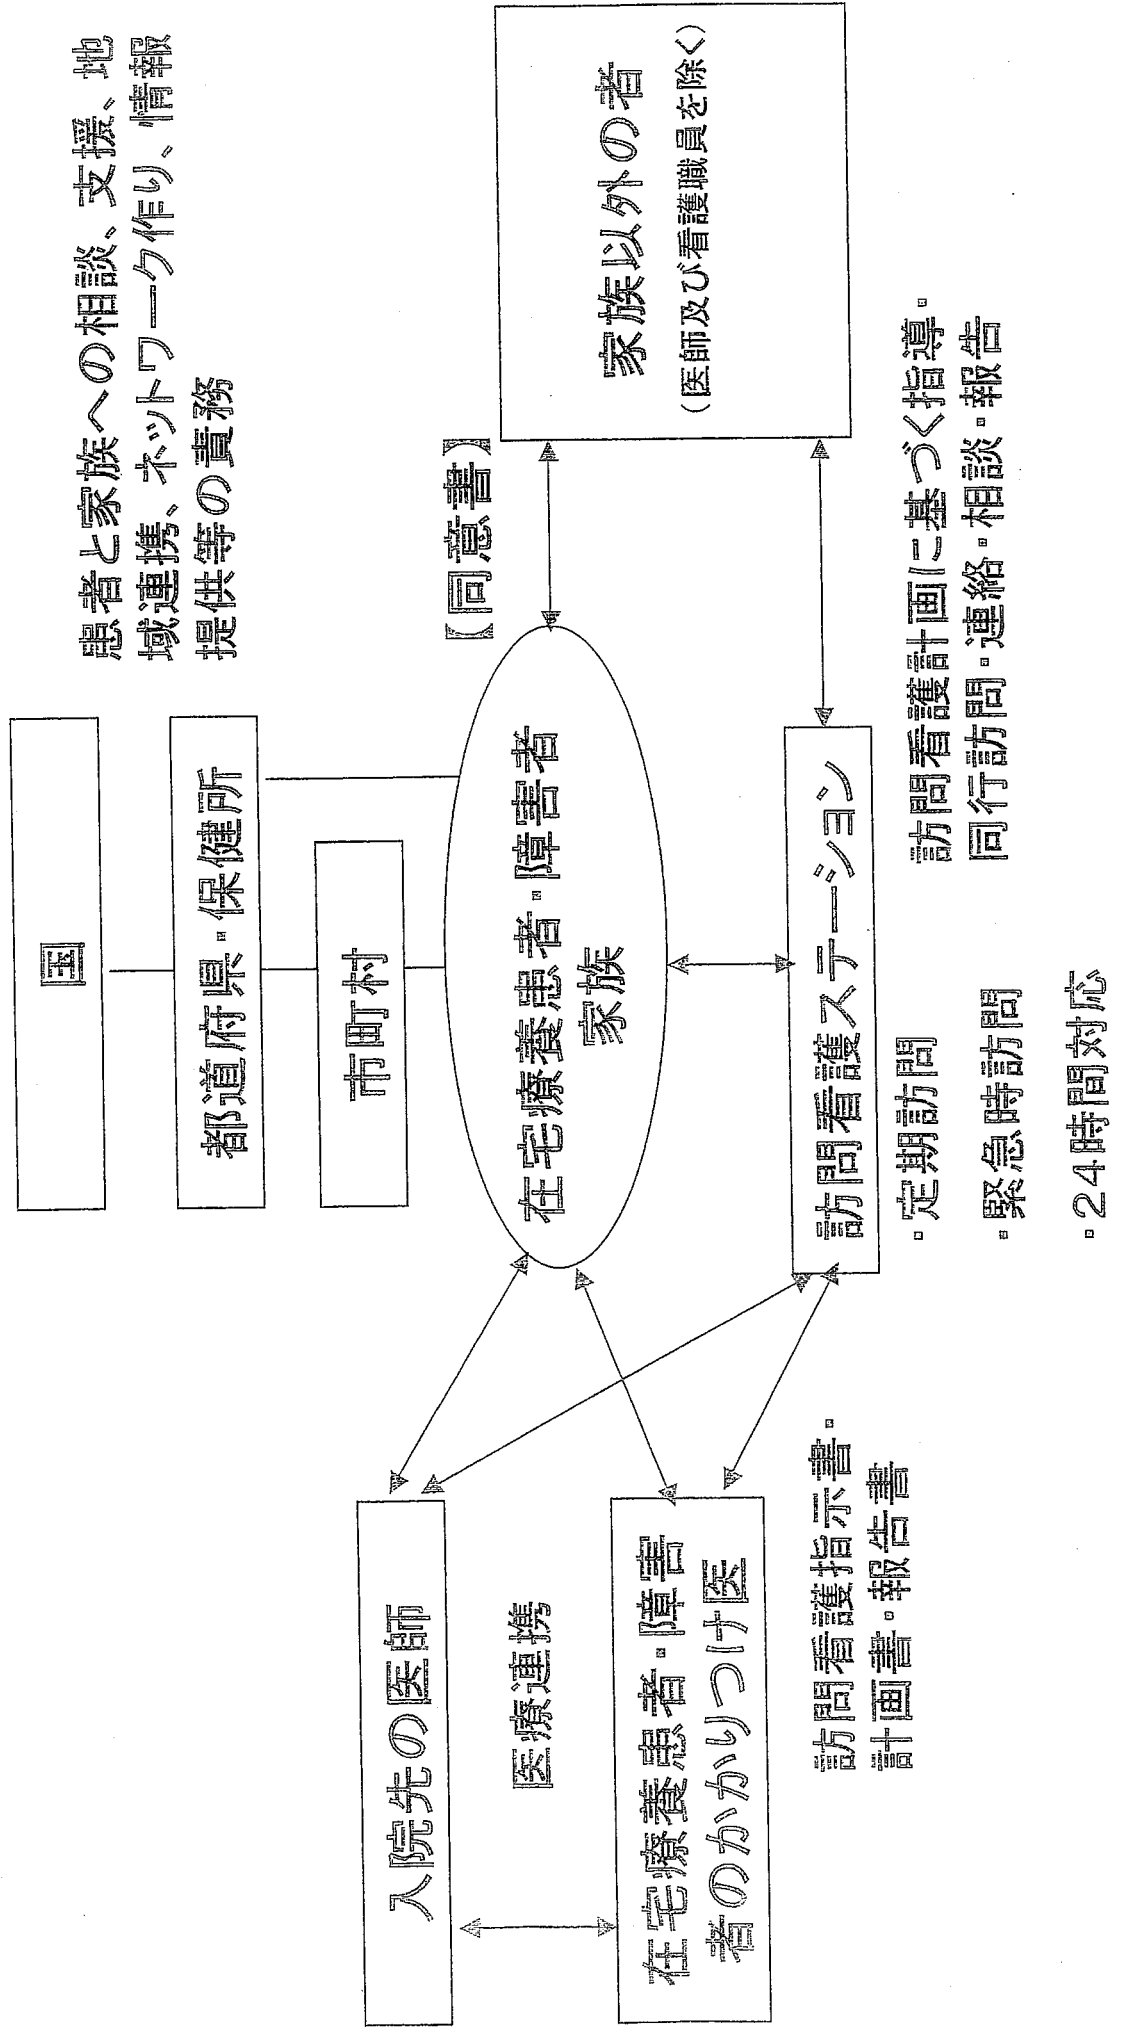 国
都道府県・保健所
市町村
患者と家族への相談、支援、地
域連携、ネットワーク作り、情報
提供等の責務
入院先の医師
医療連携
在宅療養患者・障害
者のかかりつけ医
訪問看護指示書・
計画書・報告書
在宅療養患者・障害者
家族
【同意書】
家族以外の者
(医師及び看護職員を除く)
訪問看護ステーション
・定期訪問
・緊急時訪問
・24時間対応
訪問看護計画に基づく指導・
同行訪問・連絡・相談・報告